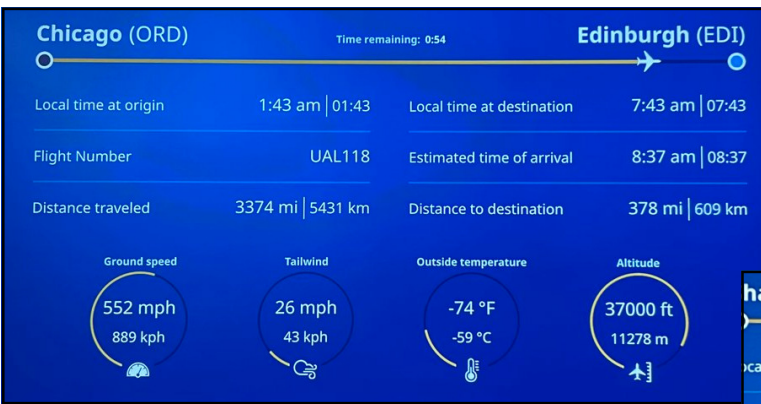 Chicago (ORD)
Time remaining: 0:54
Edinburgh (EDI)
Local time at origin 1:43 am | 01:43
Local time at destination 7:43 am | 07:43
Flight Number UAL118
Estimated time of arrival 8:37 am | 08:37
Distance traveled 3374 mi | 5431 km
Distance to destination 378 mi | 609 km
Ground speed
Tailwind
Outside temperature
Altitude
552 mph
26 mph
-74 °F
37000 ft
889 kph
43 kph
-59 °C
11278 m